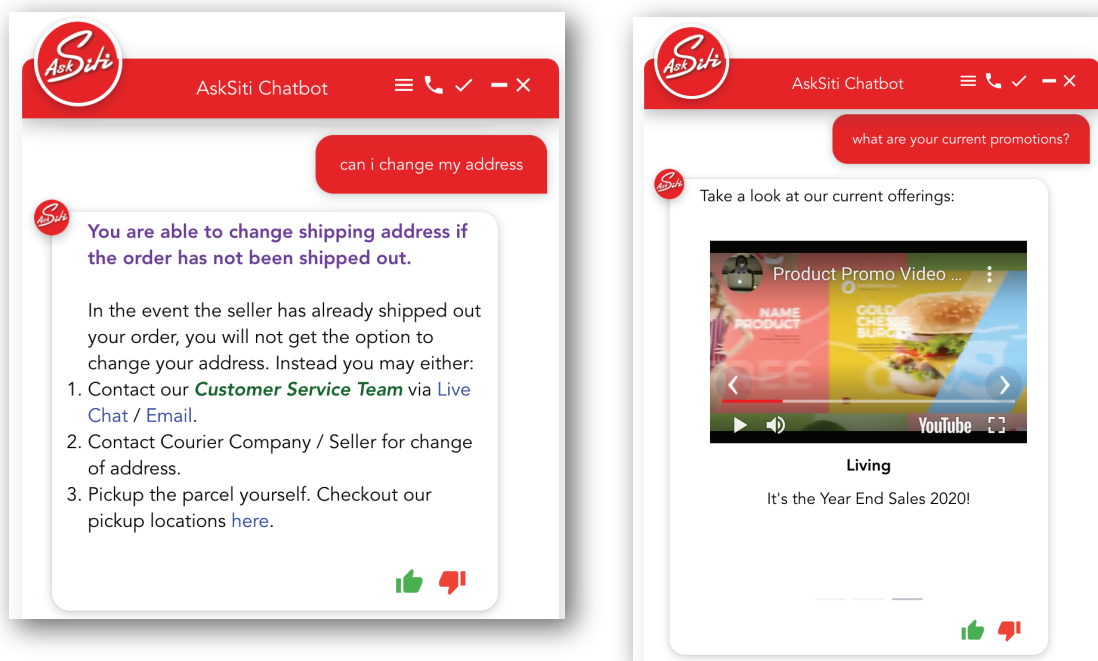 AskSiti
AskSiti Chatbot
can i change my address
AskSiti
You are able to change shipping address if
the order has not been shipped out.
In the event the seller has already shipped out
your order, you will not get the option to
change your address. Instead you may either:
1. Contact our Customer Service Team via Live
Chat / Email.
2. Contact Courier Company / Seller for change
of address.
3. Pickup the parcel yourself. Checkout our
pickup locations here.
AskSiti
AskSiti Chatbot
what are your current promotions?
AskSiti
Take a look at our current offerings:
Product Promo Video ...
NAME
PRODUCT
GOLD
CHEESE
BURGER
YouTube
Living
It's the Year End Sales 2020!